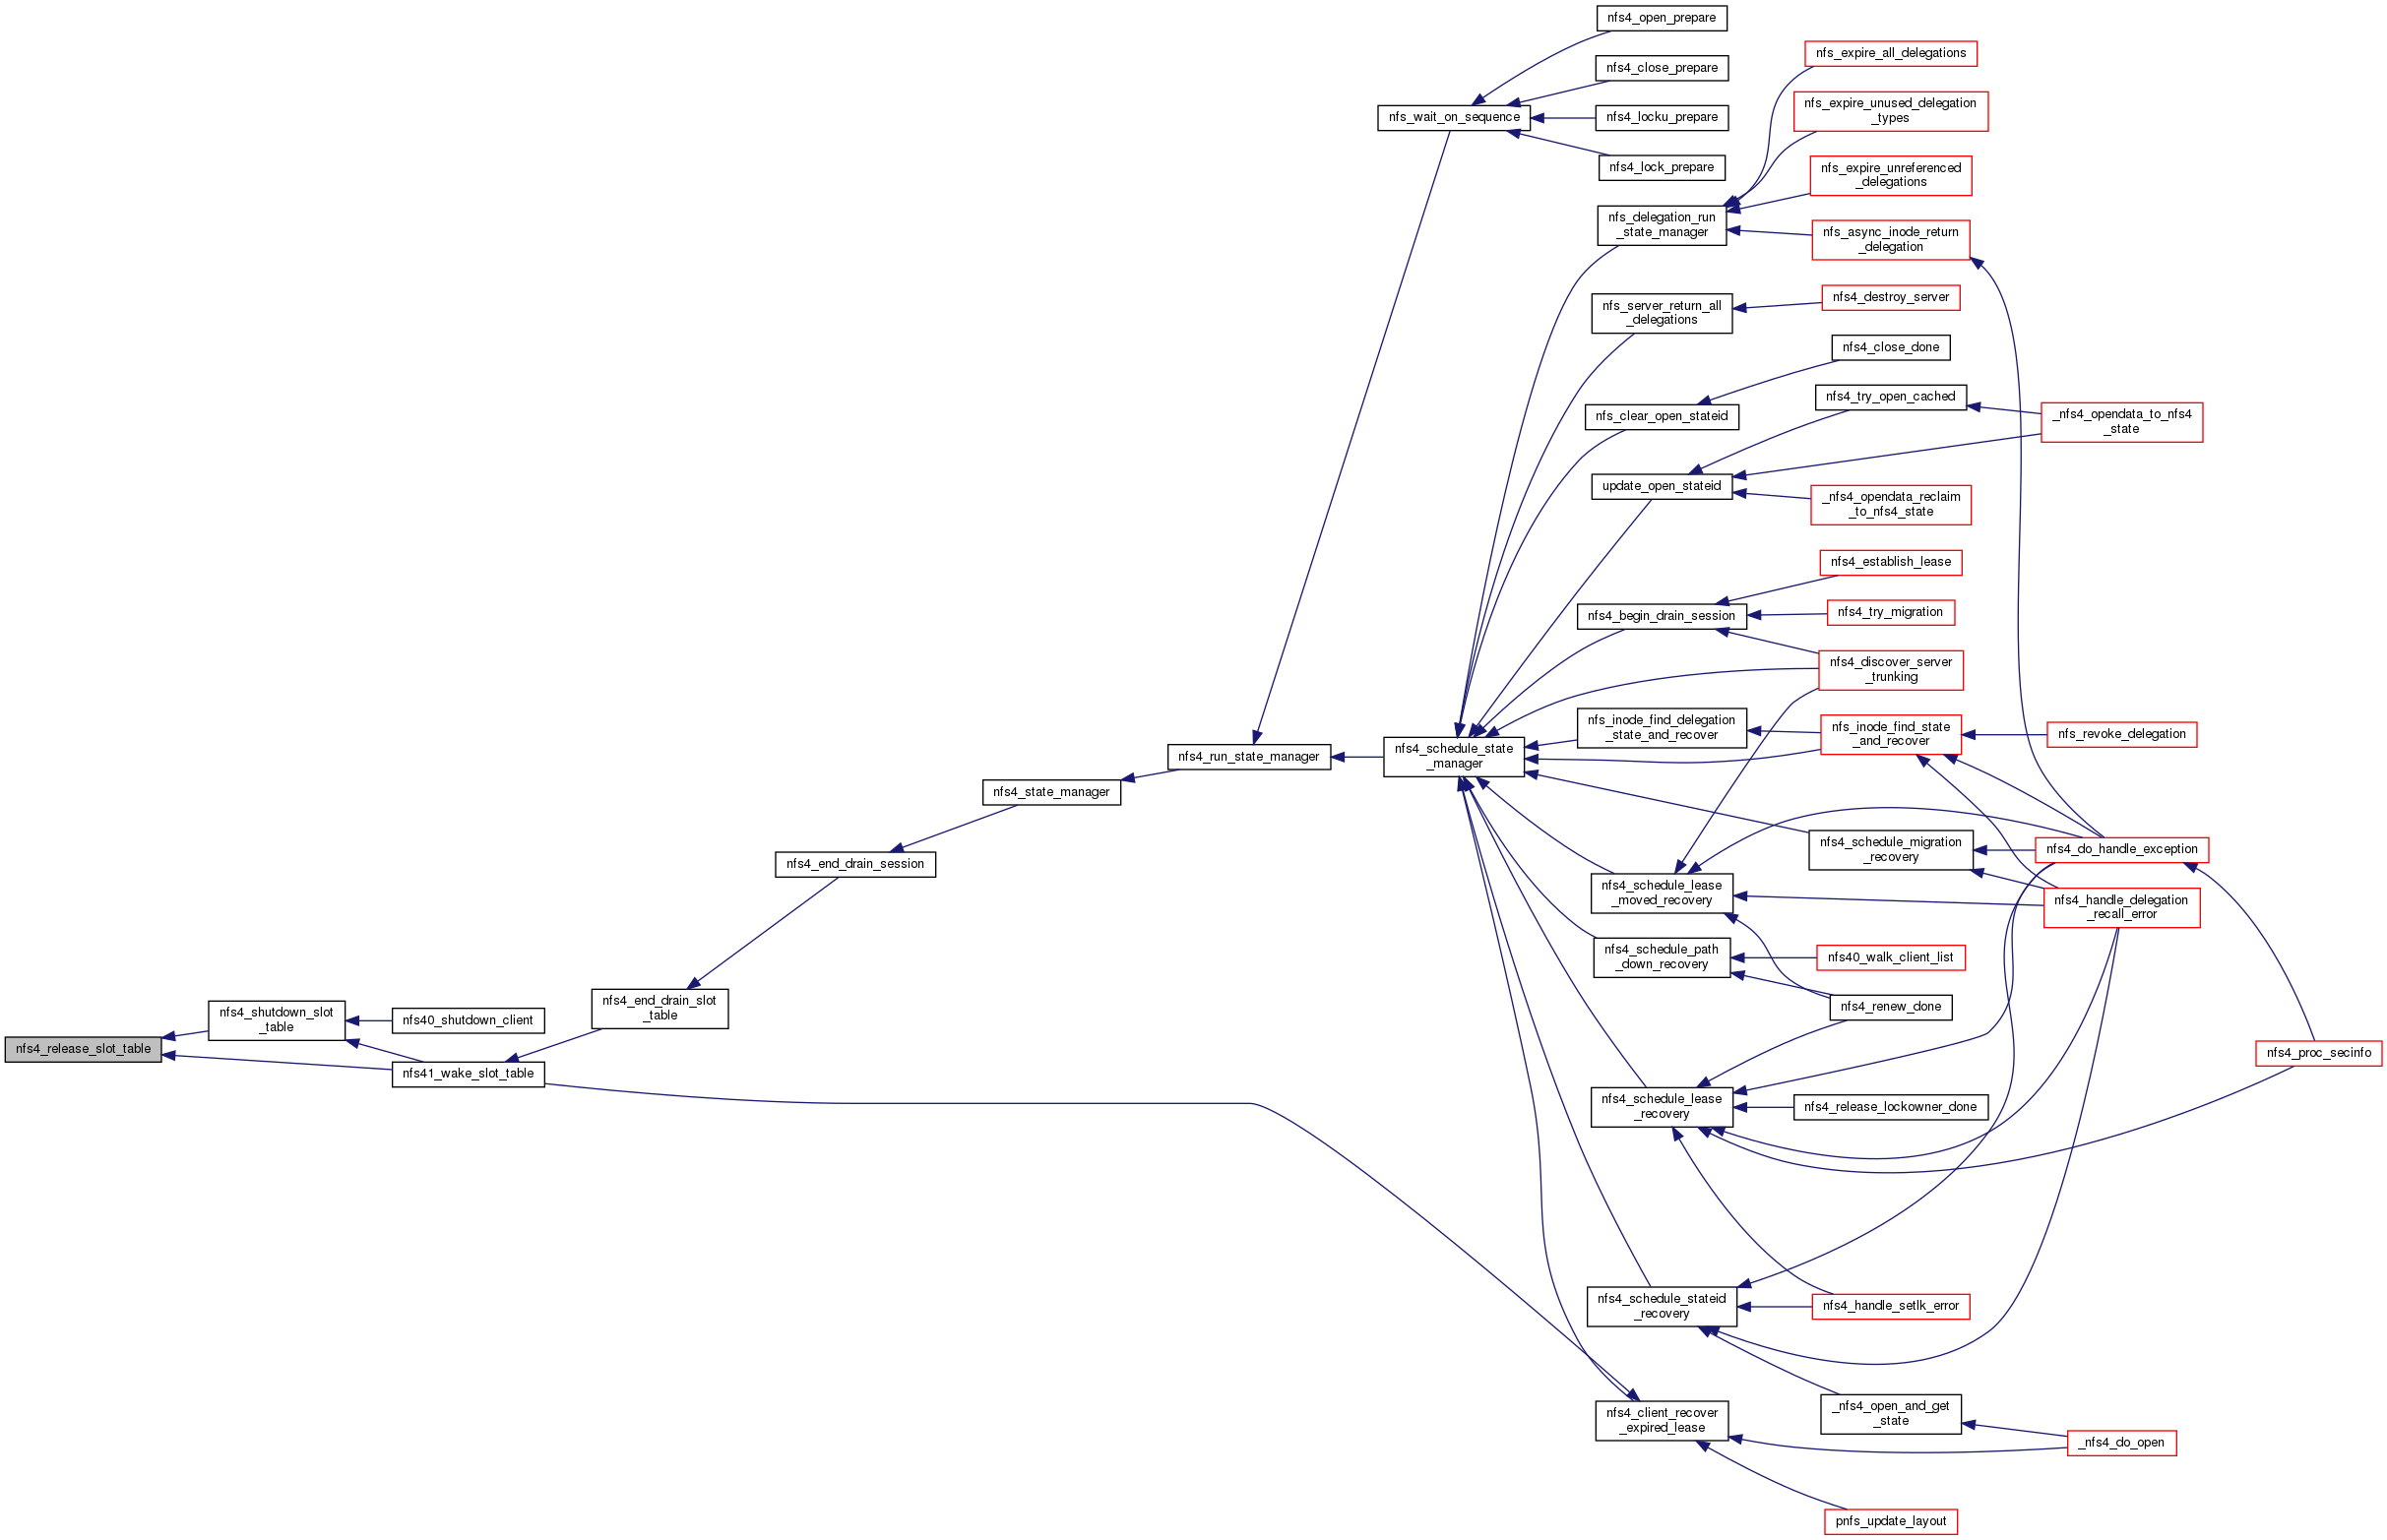 nfs4_open_prepare
nfs4_close_prepare
nfs_wait_on_sequence
nfs4_locku_prepare
nfs4_lock_prepare
nfs_expire_all_delegations
nfs_expire_unused_delegation
_types
nfs_expire_unreferenced
_delegations
nfs_delegation_run
_state_manager
nfs_async_inode_return
_delegation
nfs_server_return_all
_delegations
nfs4_destroy_server
nfs4_close_done
nfs_clear_open_stateid
nfs4_try_open_cached
_nfs4_opendata_to_nfs4
_state
update_open_stateid
_nfs4_opendata_reclaim
_to_nfs4_state
nfs4_establish_lease
nfs4_begin_drain_session
nfs4_try_migration
nfs4_discover_server
_trunking
nfs_inode_find_delegation
_state_and_recover
nfs_inode_find_state
_and_recover
nfs_revoke_delegation
nfs4_run_state_manager
nfs4_schedule_state
_manager
nfs4_state_manager
nfs4_end_drain_session
nfs4_schedule_migration
_recovery
nfs4_do_handle_exception
nfs4_schedule_lease
_moved_recovery
nfs4_handle_delegation
_recall_error
nfs4_schedule_path
_down_recovery
nfs40_walk_client_list
nfs4_renew_done
nfs4_end_drain_slot
_table
nfs4_shutdown_slot
_table
nfs40_shutdown_client
nfs4_release_slot_table
nfs41_wake_slot_table
nfs4_proc_secinfo
nfs4_schedule_lease
_recovery
nfs4_release_lockowner_done
nfs4_schedule_stateid
_recovery
nfs4_handle_setlk_error
nfs4_client_recover
_expired_lease
_nfs4_open_and_get
_state
_nfs4_do_open
pnfs_update_layout